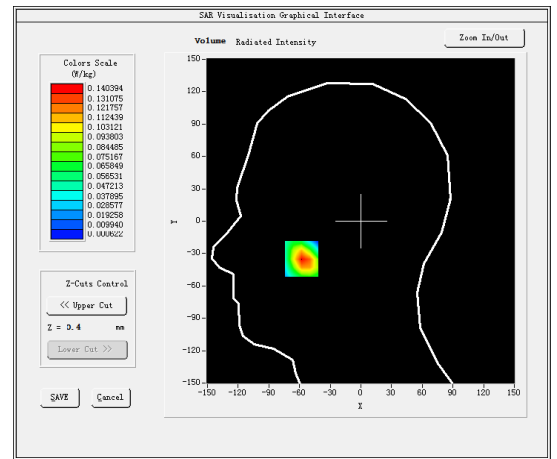 SAR Visualisation Graphical Interface
Volume Radiated Intensity
Zoom In/Out
Colors Scale
(W/kg)
0.140394
0.131075
0.121757
0.112439
0.103121
0.093803
0.084485
0.075167
0.065849
0.056531
0.047213
0.037895
0.028577
0.019258
0.009940
0.000622
Z-Cuts Control
<< Upper Cut
Z = 0.4 mm
Lower Cut >>
SAVE Cancel
150
120
90
60
30
0
-30
-60
-90
-120
-150
Y
-150 -120 -90 -60 -30 0 30 60 90 120 150
X